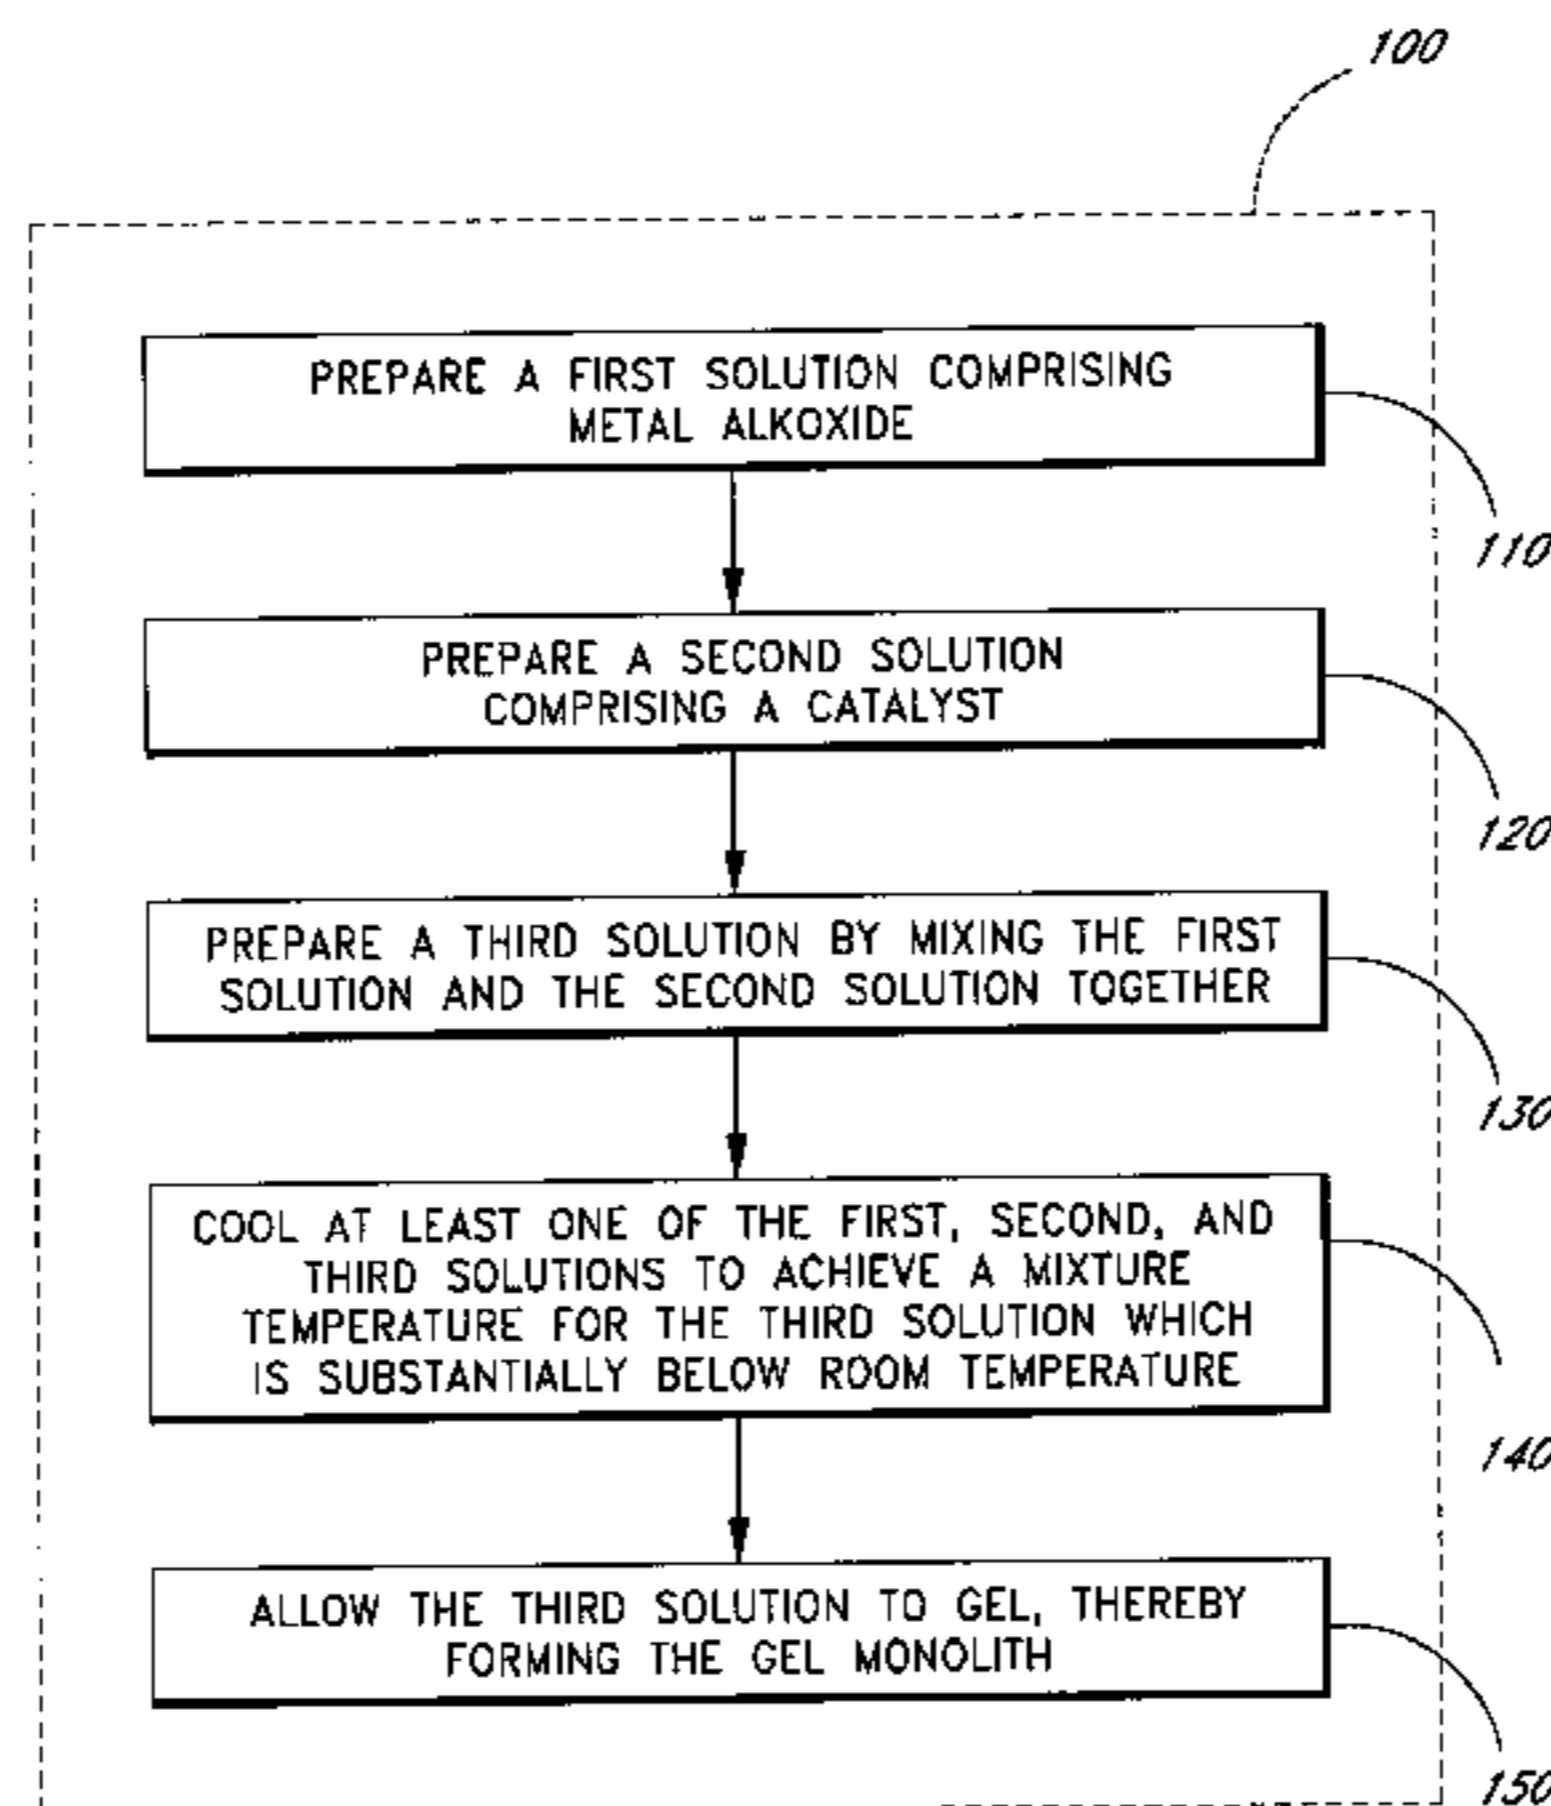 100
PREPARE A FIRST SOLUTION COMPRISING
METAL ALKOXIDE
110
PREPARE A SECOND SOLUTION
COMPRISING A CATALYST
120
PREPARE A THIRD SOLUTION BY MIXING THE FIRST
SOLUTION AND THE SECOND SOLUTION TOGETHER
130
COOL AT LEAST ONE OF THE FIRST, SECOND, AND
THIRD SOLUTIONS TO ACHIEVE A MIXTURE
TEMPERATURE FOR THE THIRD SOLUTION WHICH
IS SUBSTANTIALLY BELOW ROOM TEMPERATURE
140
ALLOW THE THIRD SOLUTION TO GEL, THEREBY
FORMING THE GEL MONOLITH
150